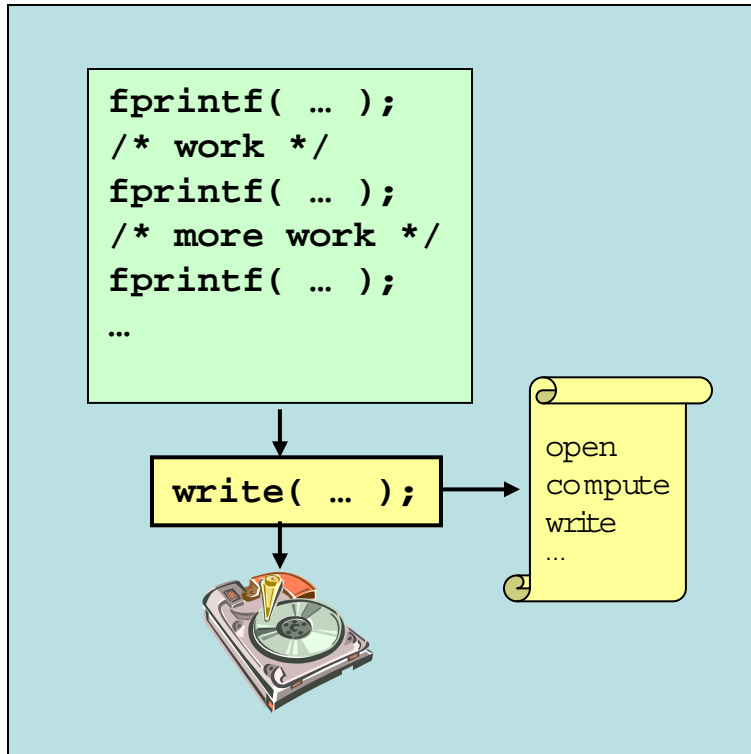 fprintf( … );
/* work */
fprintf( … );
/* more work */
fprintf( … );
…
write( … );
open
compute
write
…